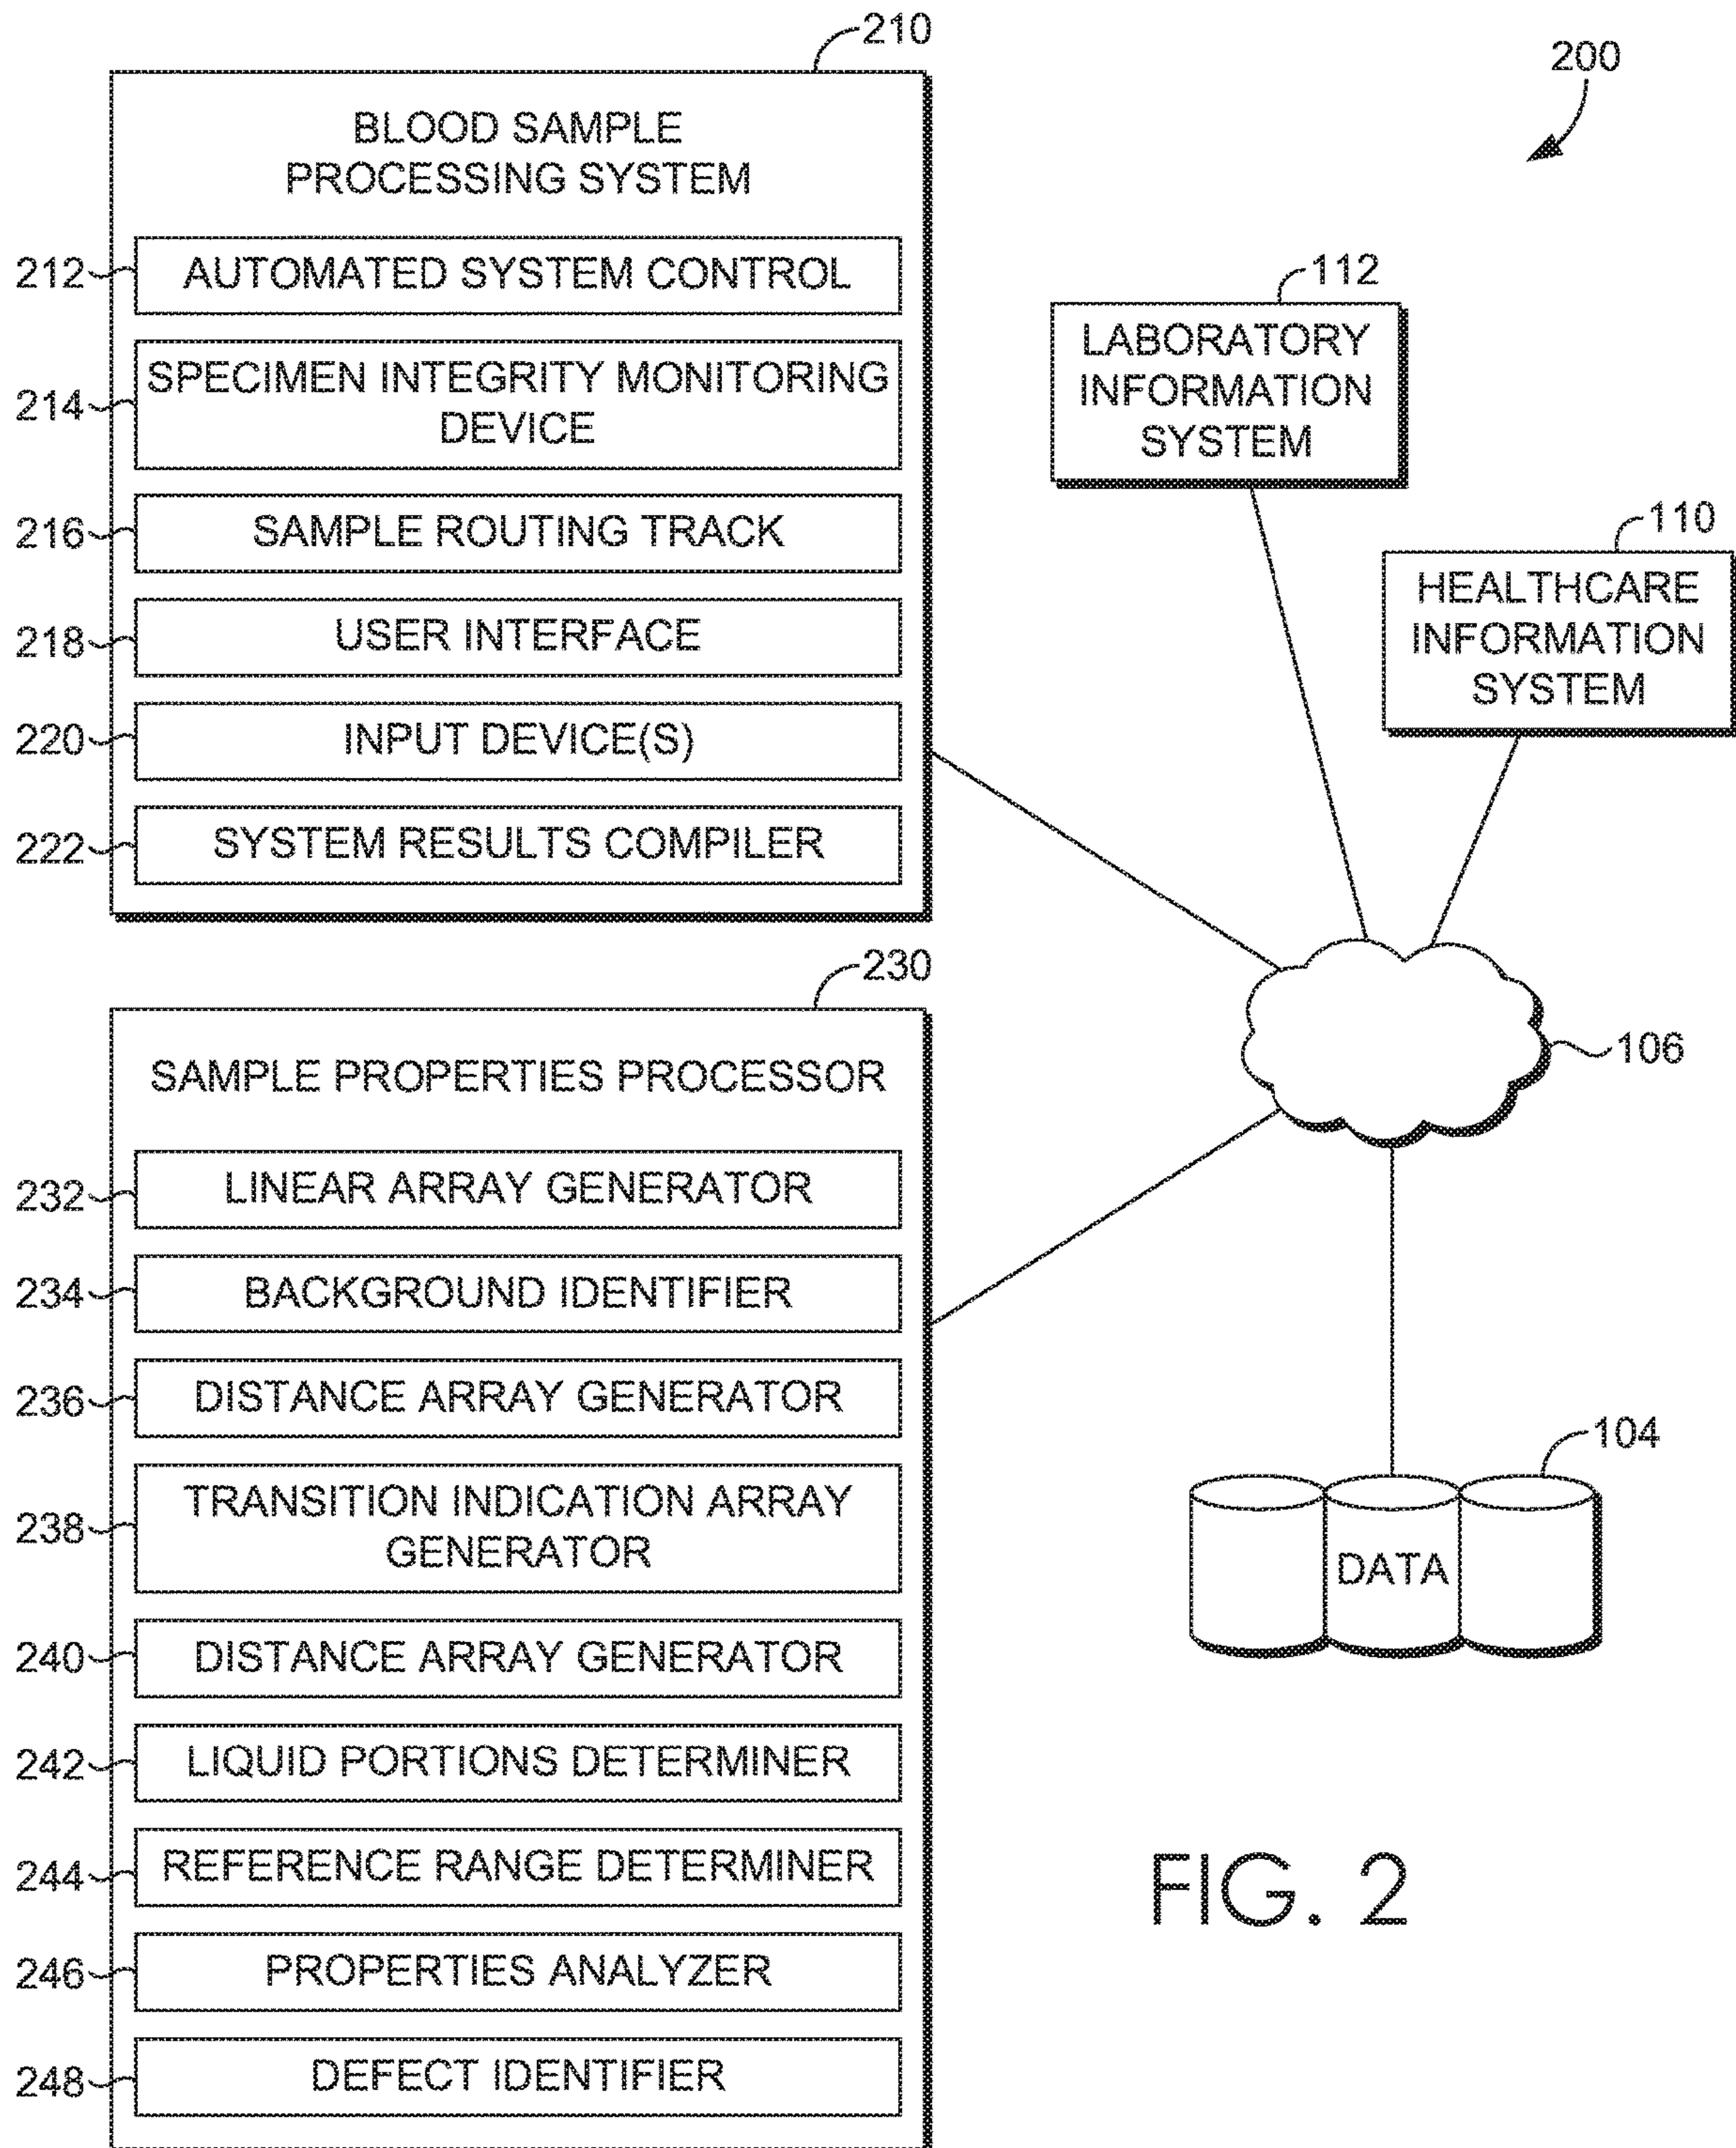 210
200
BLOOD SAMPLE
PROCESSING SYSTEM
212
AUTOMATED SYSTEM CONTROL
214
SPECIMEN INTEGRITY MONITORING
DEVICE
216
SAMPLE ROUTING TRACK
218
USER INTERFACE
220
INPUT DEVICE(S)
222
SYSTEM RESULTS COMPILER
112
LABORATORY
INFORMATION
SYSTEM
110
HEALTHCARE
INFORMATION
SYSTEM
106
230
SAMPLE PROPERTIES PROCESSOR
232
LINEAR ARRAY GENERATOR
234
BACKGROUND IDENTIFIER
236
DISTANCE ARRAY GENERATOR
238
TRANSITION INDICATION ARRAY
GENERATOR
240
DISTANCE ARRAY GENERATOR
242
LIQUID PORTIONS DETERMINER
244
REFERENCE RANGE DETERMINER
246
PROPERTIES ANALYZER
248
DEFECT IDENTIFIER
104
DATA
FIG. 2